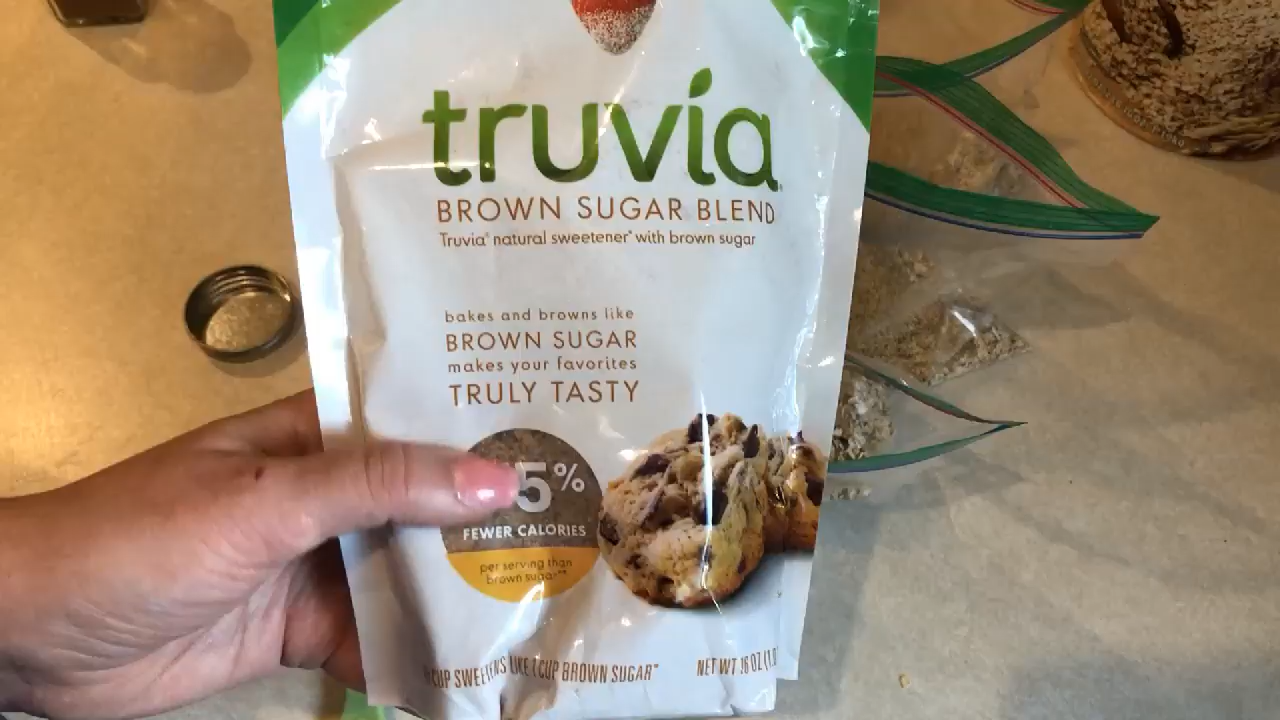 truvia
BROWN SUGAR BLEND
Truvia® natural sweetener* with brown sugar
bakes and browns like
BROWN SUGAR
makes your favorites
TRULY TASTY
5%
FEWER CALORIES
per serving than
brown sugar**
CUP SWEETENS LIKE 1 CUP BROWN SUGAR*
NET WT 16 OZ (1.